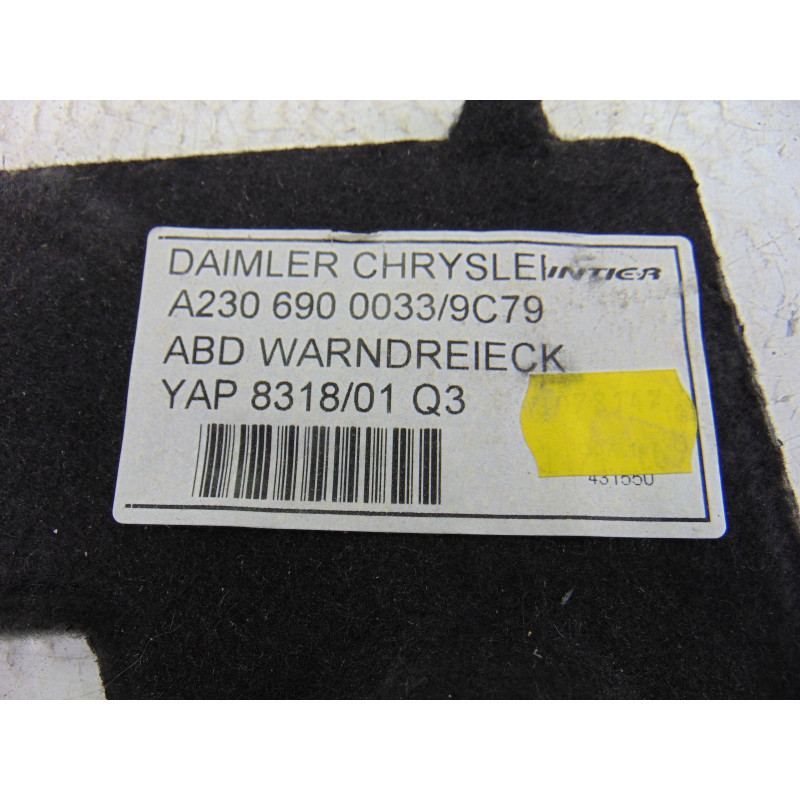 DAIMLER CHRYSLE INTIER
A230 690 0033/9C79
ABD WARNDREIECK
YAP 8318/01 Q3
431550